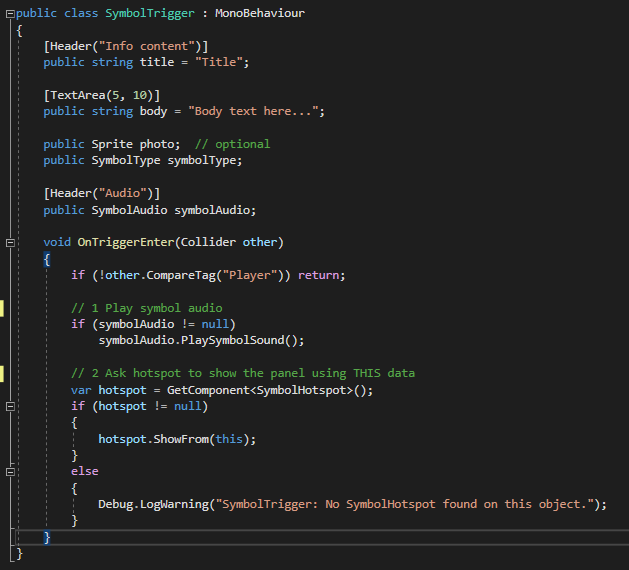 public class SymbolTrigger : MonoBehaviour
{
[Header("Info content")]
public string title = "Title";
[TextArea(5, 10)]
public string body = "Body text here...";
public Sprite photo;  // optional
public SymbolType symbolType;
[Header("Audio")]
public SymbolAudio symbolAudio;
void OnTriggerEnter(Collider other)
{
if (!other.CompareTag("Player")) return;
// 1 Play symbol audio
if (symbolAudio != null)
symbolAudio.PlaySymbolSound();
// 2 Ask hotspot to show the panel using THIS data
var hotspot = GetComponent<SymbolHotspot>();
if (hotspot != null)
{
hotspot.ShowFrom(this);
}
else
{
Debug.LogWarning("SymbolTrigger: No SymbolHotspot found on this object.");
}
}
}